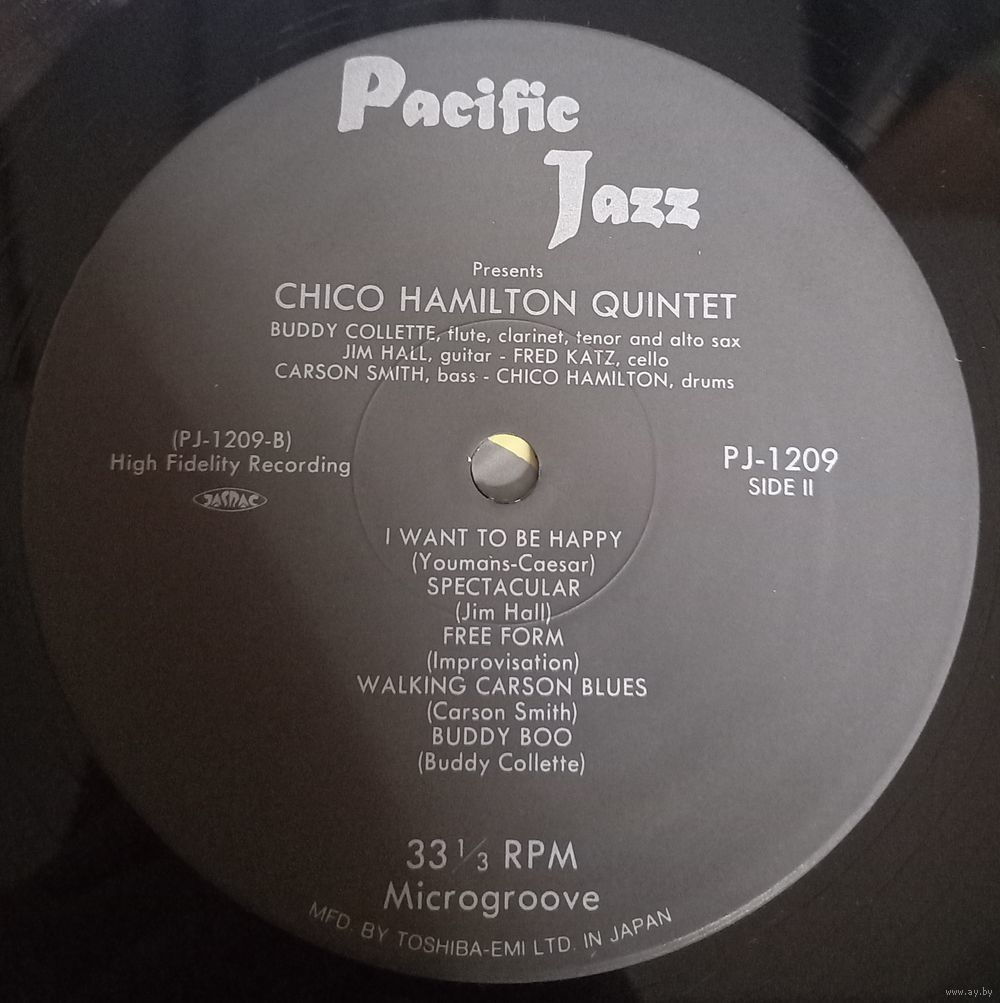 Pacific
Jazz
Presents
CHICO HAMILTON QUINTET
BUDDY COLLETTE, flute, clarinet, tenor and alto sax
JIM HALL, guitar - FRED KATZ, cello
CARSON SMITH, bass - CHICO HAMILTON, drums
(PJ-1209-B)
High Fidelity Recording
JASRAC
PJ-1209
SIDE II
I WANT TO BE HAPPY
(Youmans-Caesar)
SPECTACULAR
(Jim Hall)
FREE FORM
(Improvisation)
WALKING CARSON BLUES
(Carson Smith)
BUDDY BOO
(Buddy Collette)
33 1/3 RPM
Microgroove
MFD. BY TOSHIBA-EMI LTD. IN JAPAN
www.ay.by